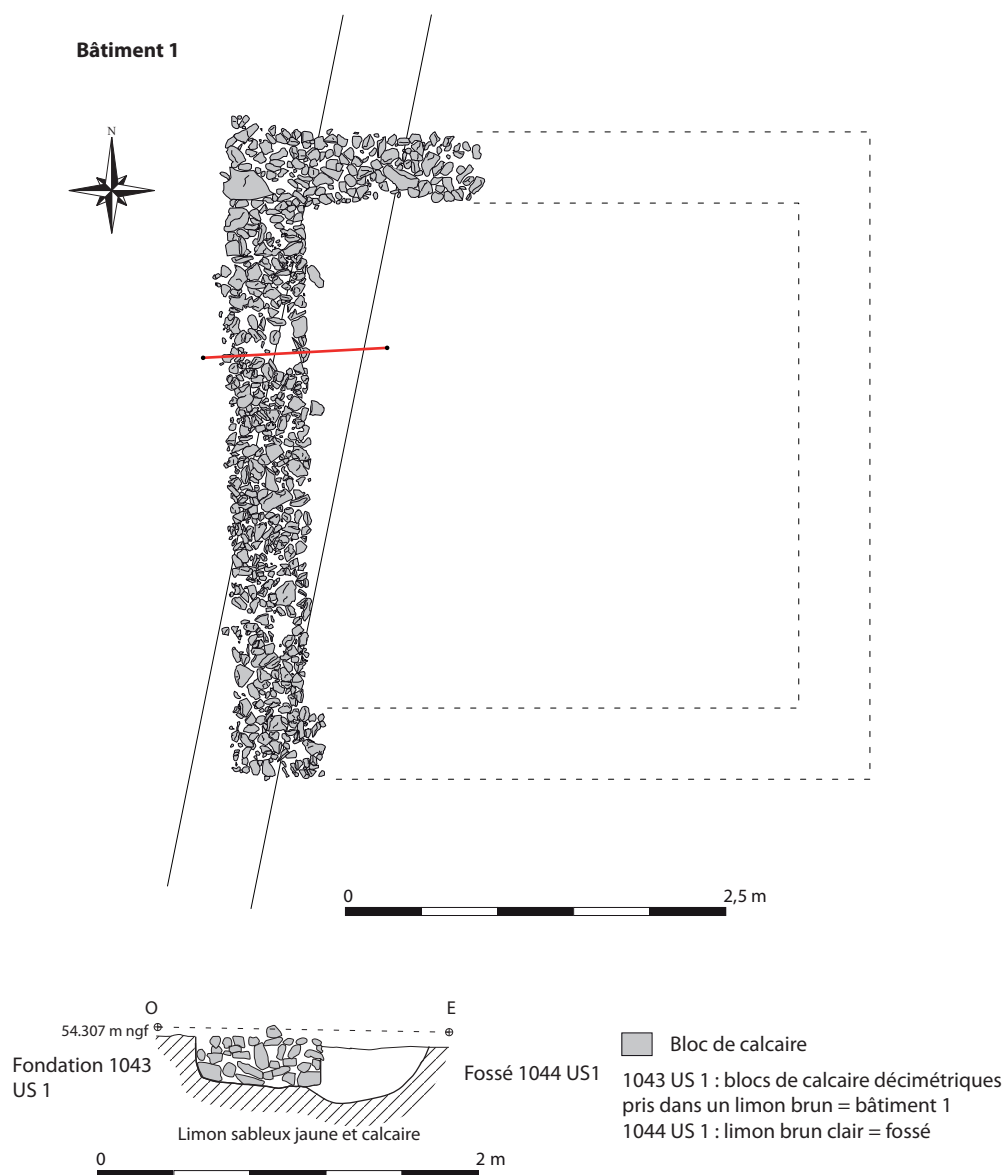 Bâtiment 1
N
0 2,5 m
O E
54.307 m ngf
Fondation 1043
US 1
Fossé 1044 US1
Limon sableux jaune et calcaire
0 2 m
Bloc de calcaire
1043 US 1 : blocs de calcaire décimétriques
pris dans un limon brun = bâtiment 1
1044 US 1 : limon brun clair = fossé